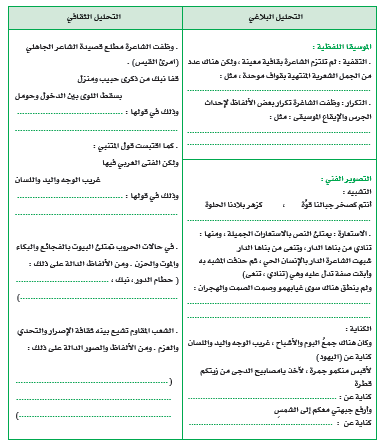 التحليل البلاغي
الموسيقا اللفظية :
. التقفية : لم تلتزم الشاعرة بقافية معينة ، ولكن هناك عدد
من الجمل الشعرية المنتهية بقواف موحدة ، مثل :
. التكرار : وظفت الشاعرة تكرار بعض الألفاظ لإحداث
الجرس والإيقاع الموسيقى : مثل :
التصوير الفني :
التشبيه :
أنتم كصخر جبالنا قوَّة ، كزهر بلادنا الحلوة
. الاستعارة : يمتلئ النص بالاستعارات الجميلة ، ومنها :
تنادي من بناها الدار ، وتنعى من بناها الدار
شبهت الشاعرة الدار بالإنسان الحي ، ثم حذفت المشبه به
وأبقت صفة تدل عليه وهي (تنادي ، تنعى)
ولم ينطق هناك سوى غيابهمو وصمت الصمت والهجران :
الكناية :
وكان هناك جمعُ البوم والأشباح ، غريب الوجه واليد واللسان
كناية عن (اليهود)
لأقبس منكمو جمرة ، لآخذ يامصابيح الدجى من زيتكم
قطرة
كناية عن :
وأرفع جبهتي معكم إلى الشمسِ
كناية عن :
التحليل الثقافي
. وظفت الشاعرة مطلع قصيدة الشاعر الجاهلي
(امرئ القيس) .
قفا نبك من ذكرى حبيب ومنزل
بسقط اللوى بين الدخول وحومل
وذلك في قولها :
. كما اقتبست قول المتنبي :
ولكن الفتى العربي فيها
غريب الوجه واليد واللسان
وذلك في قولها :
. في حالات الحروب تمتلئ البيوت بالفجائع والبكاء
والموت والحزن . ومن الألفاظ الدالة على ذلك :
( حطام الدور ، نبك ،
)
. الشعب المقاوم تشيع بينه ثقافة الإصرار والتحدي
والعزم . ومن الألفاظ والصور الدالة على ذلك :
(
)